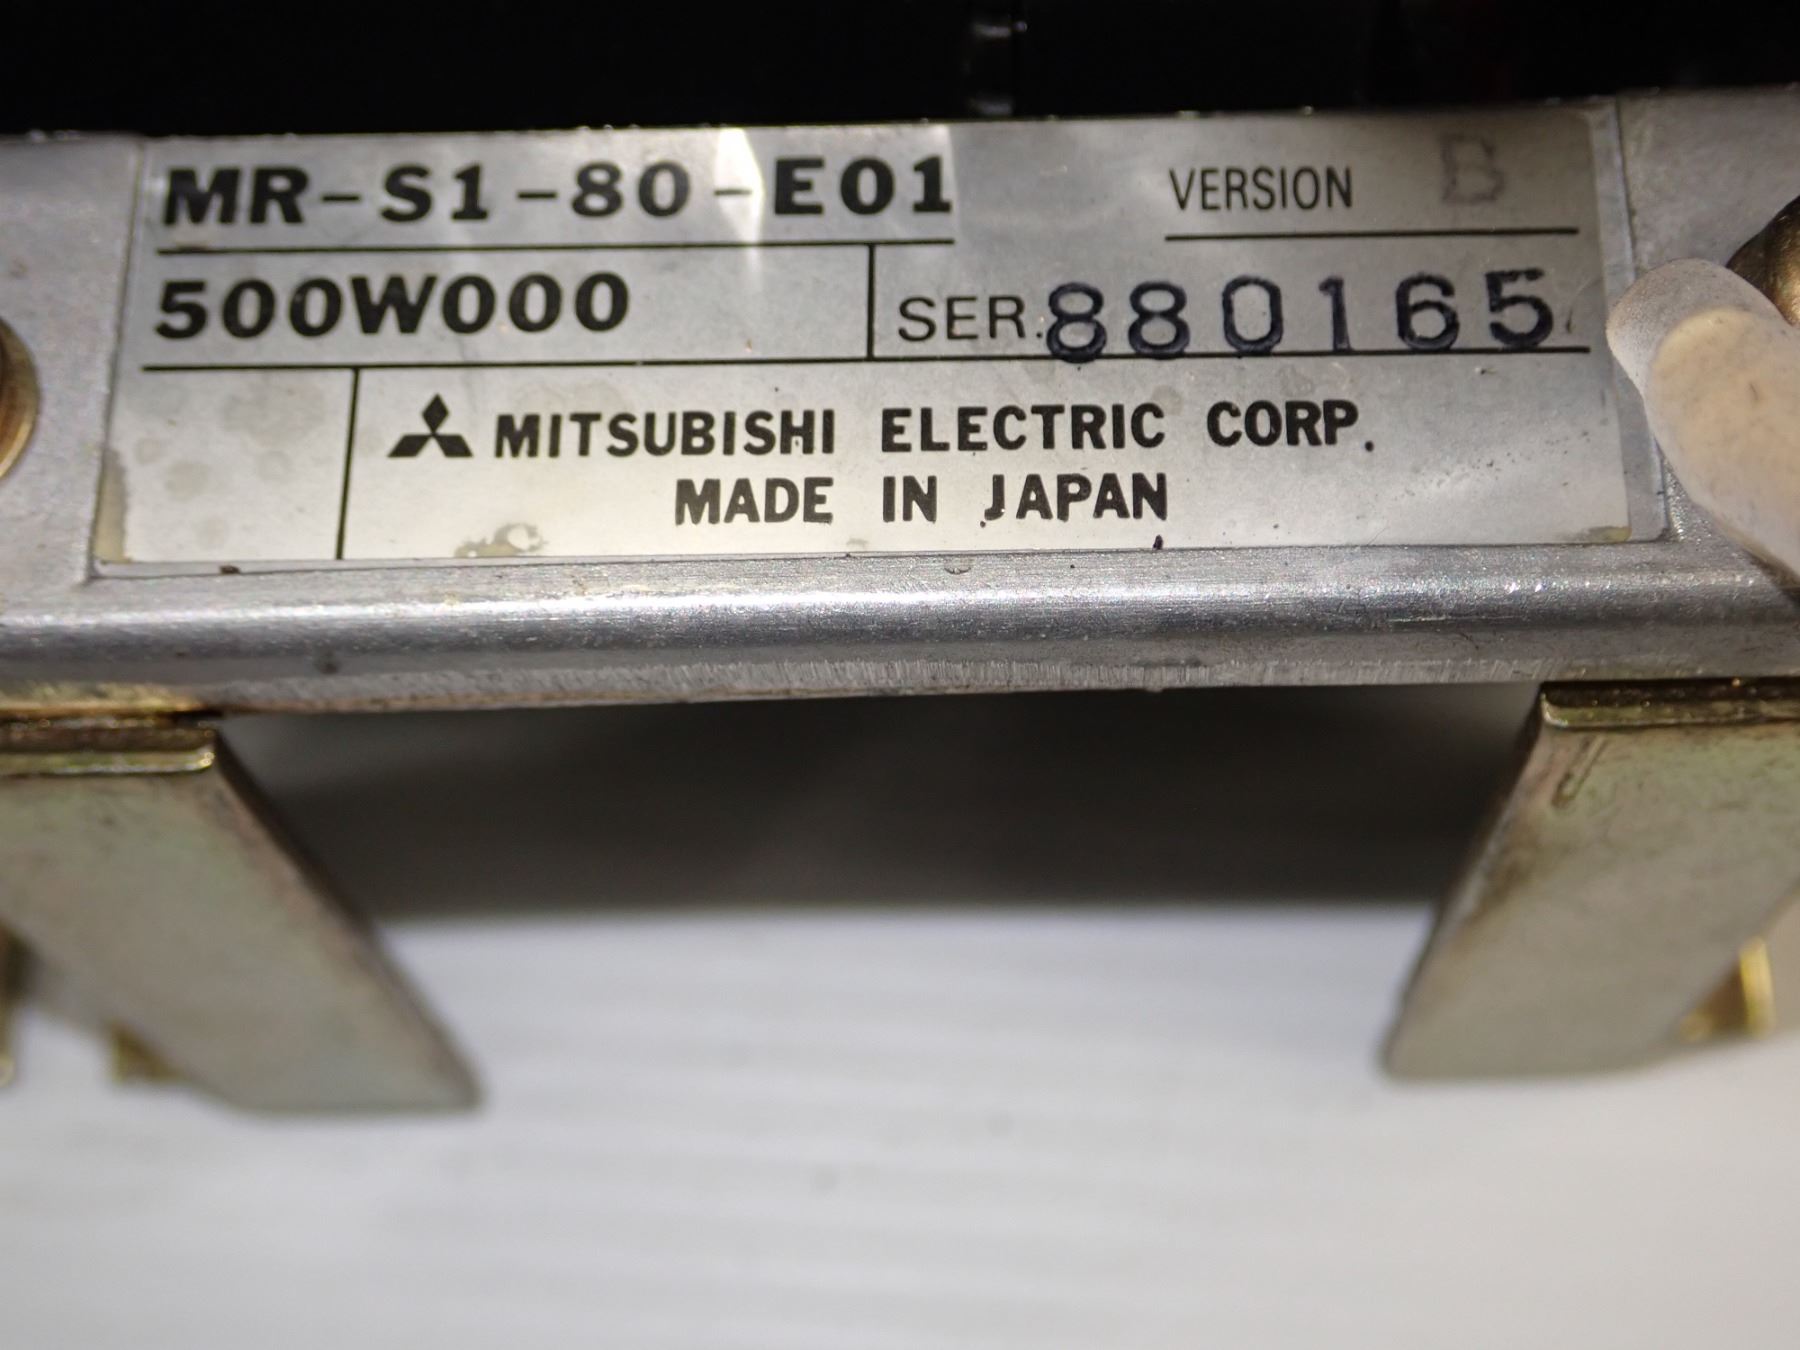 MR-S1-80-E01 VERSION B
500W000 SER.880165
MITSUBISHI ELECTRIC CORP.
MADE IN JAPAN